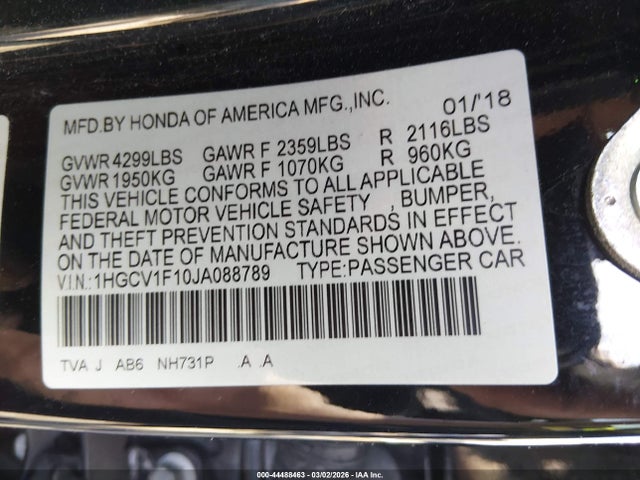 MFD.BY HONDA OF AMERICA MFG.,INC. 01/'18
GVWR 4299LBS GAWR F 2359LBS R 2116LBS
GVWR 1950KG GAWR F 1070KG R 960KG
THIS VEHICLE CONFORMS TO ALL APPLICABLE
FEDERAL MOTOR VEHICLE SAFETY , BUMPER,
AND THEFT PREVENTION STANDARDS IN EFFECT
ON THE DATE OF MANUFACTURE SHOWN ABOVE.
V.I.N.:1HGCV1F10JA088789 TYPE:PASSENGER CAR
TVA J AB6 NH731P .A .A
000-44488463 - 03/02/2026 - IAA Inc.